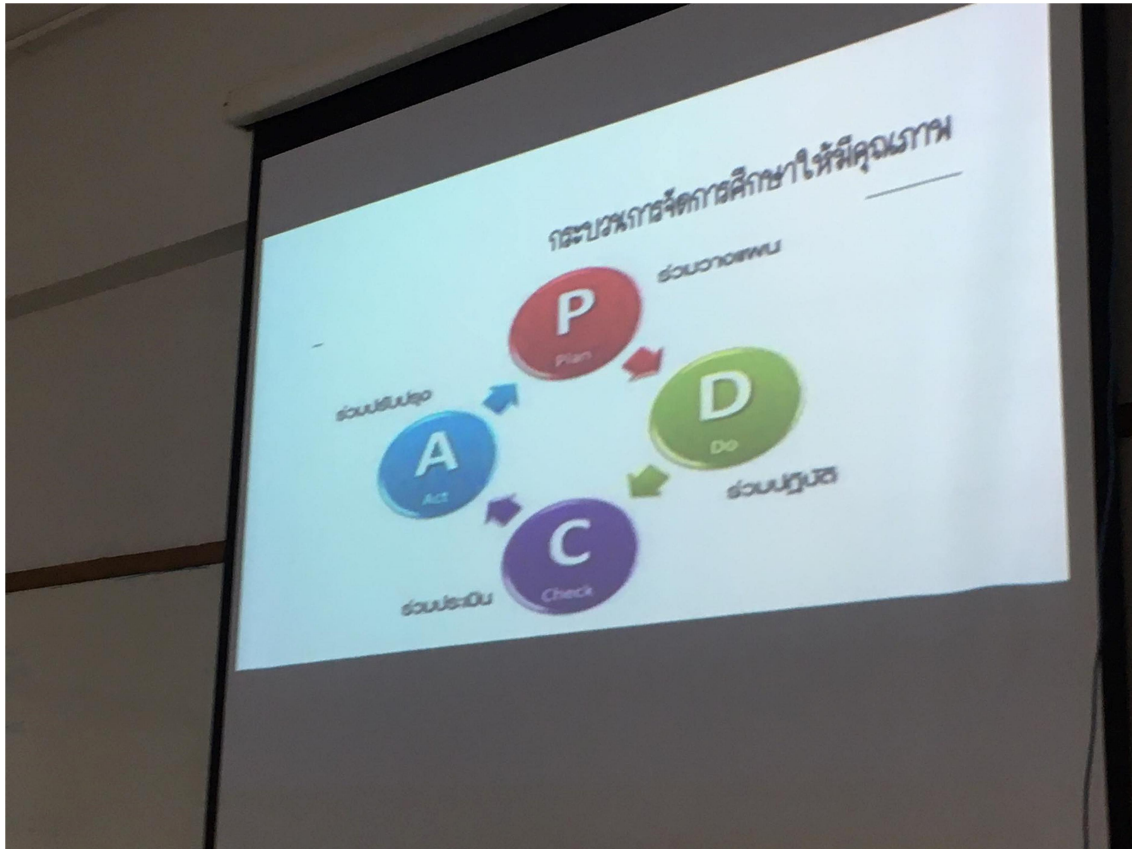 กระบวนการจัดการศึกษาให้มีคุณภาพ
P
Plan
ร่วมวางแผน
D
Do
ร่วมปฏิบัติ
C
Check
ร่วมประเมิน
A
Act
ร่วมปรับปรุง